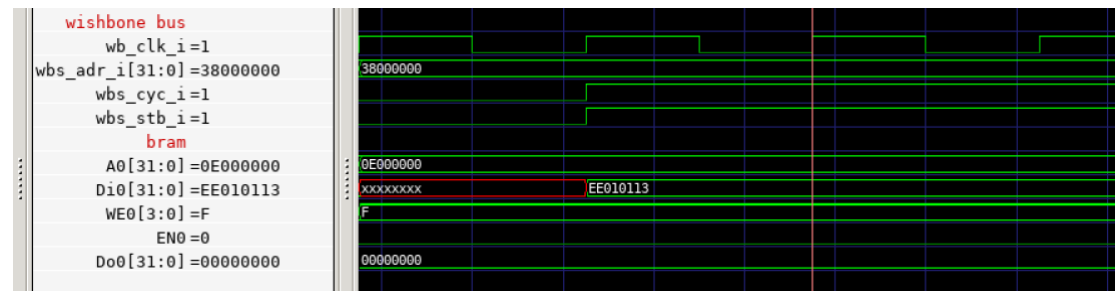 wishbone bus
wb_clk_i=1
wbs_adr_i[31:0]=38000000 38000000
wbs_cyc_i=1
wbs_stb_i=1
bram
A0[31:0]=0E000000 0E000000
Di0[31:0]=EE010113 xxxxxxxx EE010113
WE0[3:0]=F F
EN0=0
Do0[31:0]=00000000 00000000